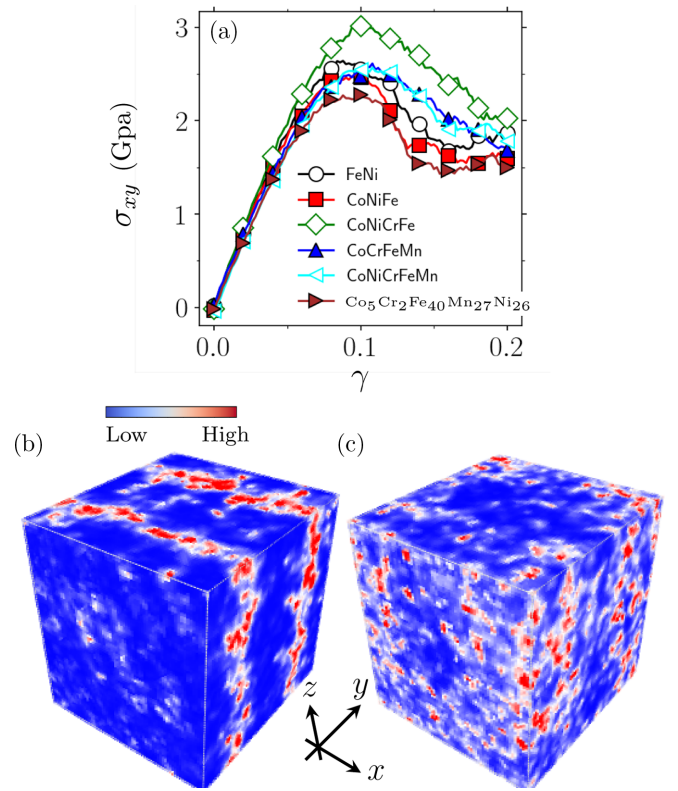 (a)
3
2
1
0
σxy (Gpa)
FeNi
CoNiFe
CoNiCrFe
CoCrFeMn
CoNiCrFeMn
Co₅Cr₂Fe₄₀Mn₂₇Ni₂₆
0.0 0.1 0.2
γ
Low High
(b) (c)
z y
x